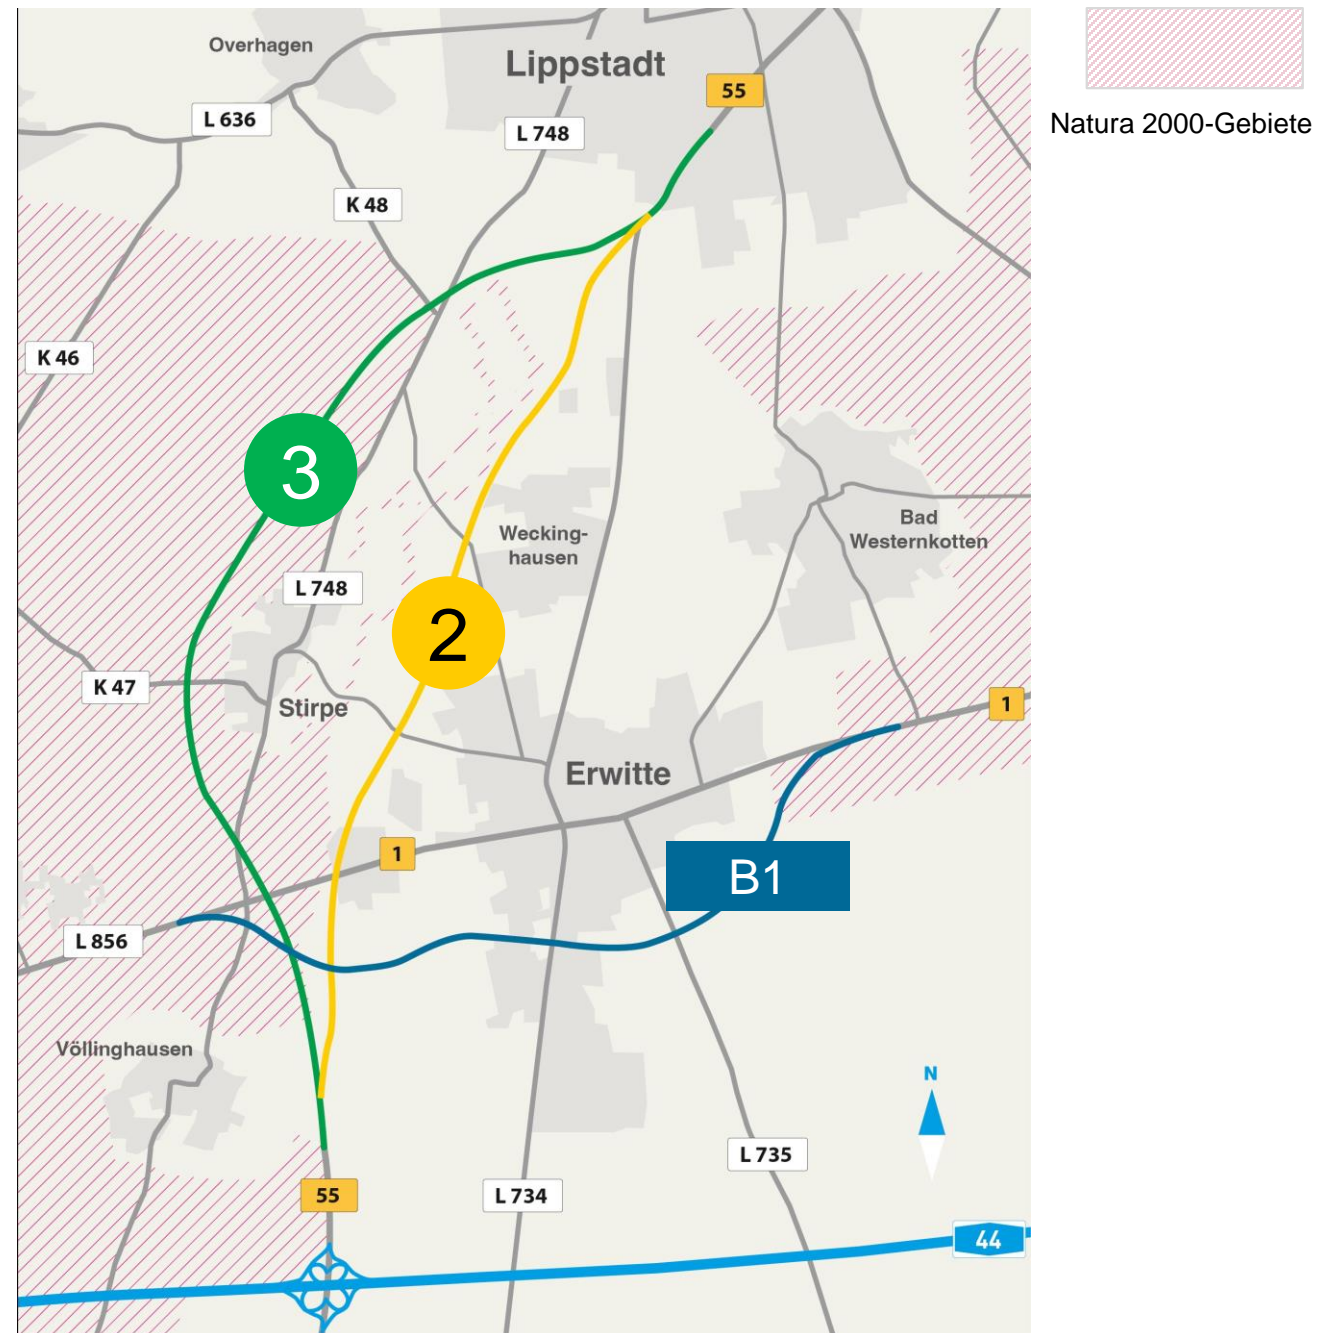 Overhagen
Lippstadt
55
L 636
L 748
Natura 2000-Gebiete
K 48
K 46
3
Bad
Westernkotten
Wecking-
hausen
L 748
2
K 47
Stirpe
1
Erwitte
1
B1
L 856
Völlinghausen
N
L 735
55
L 734
44